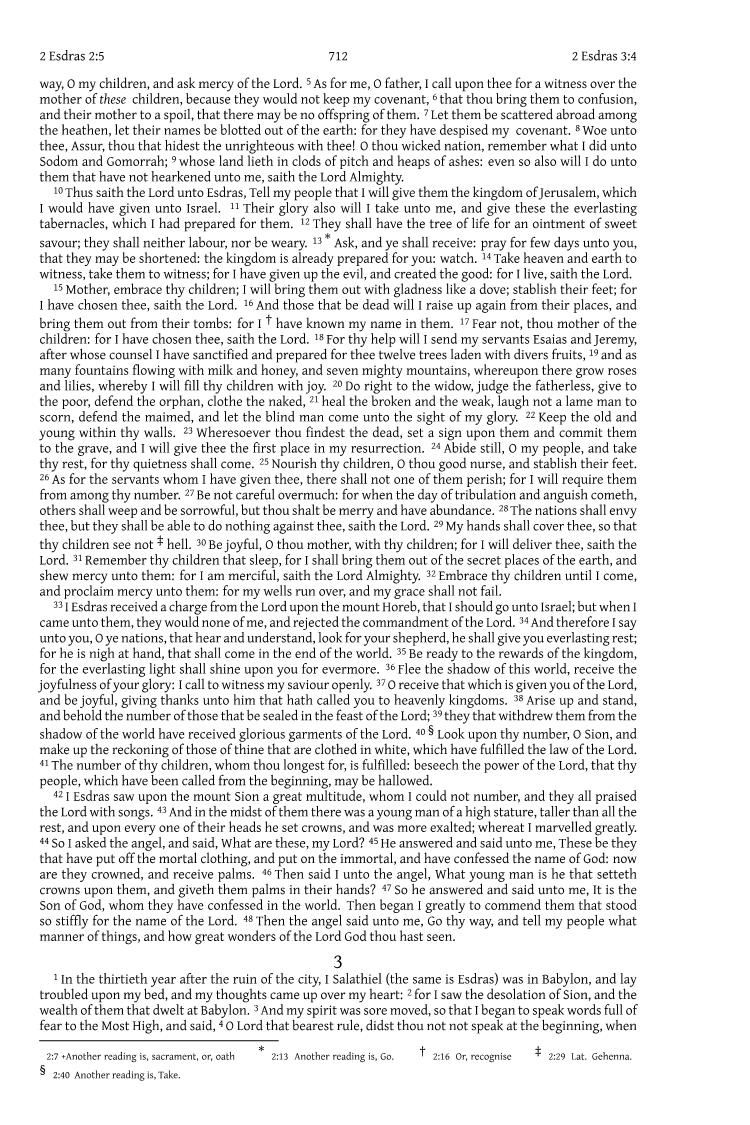 2 Esdras 2:5 712 2 Esdras 3:4
way, O my children, and ask mercy of the Lord. 5 As for me, O father, I call upon thee for a witness over the
mother of these children, because they would not keep my covenant, 6 that thou bring them to confusion,
and their mother to a spoil, that there may be no offspring of them. 7 Let them be scattered abroad among
the heathen, let their names be blotted out of the earth: for they have despised my covenant. 8 Woe unto
thee, Assur, thou that hidest the unrighteous with thee! O thou wicked nation, remember what I did unto
Sodom and Gomorrah; 9 whose land lieth in clods of pitch and heaps of ashes: even so also will I do unto
them that have not hearkened unto me, saith the Lord Almighty.
10 Thus saith the Lord unto Esdras, Tell my people that I will give them the kingdom of Jerusalem, which
I would have given unto Israel. 11 Their glory also will I take unto me, and give these the everlasting
tabernacles, which I had prepared for them. 12 They shall have the tree of life for an ointment of sweet
savour; they shall neither labour, nor be weary. 13 * Ask, and ye shall receive: pray for few days unto you,
that they may be shortened: the kingdom is already prepared for you: watch. 14 Take heaven and earth to
witness, take them to witness; for I have given up the evil, and created the good: for I live, saith the Lord.
15 Mother, embrace thy children; I will bring them out with gladness like a dove; stablish their feet; for
I have chosen thee, saith the Lord. 16 And those that be dead will I raise up again from their places, and
bring them out from their tombs: for I † have known my name in them. 17 Fear not, thou mother of the
children: for I have chosen thee, saith the Lord. 18 For thy help will I send my servants Esaias and Jeremy,
after whose counsel I have sanctified and prepared for thee twelve trees laden with divers fruits, 19 and as
many fountains flowing with milk and honey, and seven mighty mountains, whereupon there grow roses
and lilies, whereby I will fill thy children with joy. 20 Do right to the widow, judge the fatherless, give to
the poor, defend the orphan, clothe the naked, 21 heal the broken and the weak, laugh not a lame man to
scorn, defend the maimed, and let the blind man come unto the sight of my glory. 22 Keep the old and
young within thy walls. 23 Wheresoever thou findest the dead, set a sign upon them and commit them
to the grave, and I will give thee the first place in my resurrection. 24 Abide still, O my people, and take
thy rest, for thy quietness shall come. 25 Nourish thy children, O thou good nurse, and stablish their feet.
26 As for the servants whom I have given thee, there shall not one of them perish; for I will require them
from among thy number. 27 Be not careful overmuch: for when the day of tribulation and anguish cometh,
others shall weep and be sorrowful, but thou shalt be merry and have abundance. 28 The nations shall envy
thee, but they shall be able to do nothing against thee, saith the Lord. 29 My hands shall cover thee, so that
thy children see not ‡ hell. 30 Be joyful, O thou mother, with thy children; for I will deliver thee, saith the
Lord. 31 Remember thy children that sleep, for I shall bring them out of the secret places of the earth, and
shew mercy unto them: for I am merciful, saith the Lord Almighty. 32 Embrace thy children until I come,
and proclaim mercy unto them: for my wells run over, and my grace shall not fail.
33 I Esdras received a charge from the Lord upon the mount Horeb, that I should go unto Israel; but when I
came unto them, they would none of me, and rejected the commandment of the Lord. 34 And therefore I say
unto you, O ye nations, that hear and understand, look for your shepherd, he shall give you everlasting rest;
for he is nigh at hand, that shall come in the end of the world. 35 Be ready to the rewards of the kingdom,
for the everlasting light shall shine upon you for evermore. 36 Flee the shadow of this world, receive the
joyfulness of your glory: I call to witness my saviour openly. 37 O receive that which is given you of the Lord,
and be joyful, giving thanks unto him that hath called you to heavenly kingdoms. 38 Arise up and stand,
and behold the number of those that be sealed in the feast of the Lord; 39 they that withdrew them from the
shadow of the world have received glorious garments of the Lord. 40 § Look upon thy number, O Sion, and
make up the reckoning of those of thine that are clothed in white, which have fulfilled the law of the Lord.
41 The number of thy children, whom thou longest for, is fulfilled: beseech the power of the Lord, that thy
people, which have been called from the beginning, may be hallowed.
42 I Esdras saw upon the mount Sion a great multitude, whom I could not number, and they all praised
the Lord with songs. 43 And in the midst of them there was a young man of a high stature, taller than all the
rest, and upon every one of their heads he set crowns, and was more exalted; whereat I marvelled greatly.
44 So I asked the angel, and said, What are these, my Lord? 45 He answered and said unto me, These be they
that have put off the mortal clothing, and put on the immortal, and have confessed the name of God: now
are they crowned, and receive palms. 46 Then said I unto the angel, What young man is he that setteth
crowns upon them, and giveth them palms in their hands? 47 So he answered and said unto me, It is the
Son of God, whom they have confessed in the world. Then began I greatly to commend them that stood
so stiffly for the name of the Lord. 48 Then the angel said unto me, Go thy way, and tell my people what
manner of things, and how great wonders of the Lord God thou hast seen.
3
1 In the thirtieth year after the ruin of the city, I Salathiel (the same is Esdras) was in Babylon, and lay
troubled upon my bed, and my thoughts came up over my heart: 2 for I saw the desolation of Sion, and the
wealth of them that dwelt at Babylon. 3 And my spirit was sore moved, so that I began to speak words full of
fear to the Most High, and said, 4 O Lord that bearest rule, didst thou not not speak at the beginning, when
2:7 +Another reading is, sacrament, or, oath * 2:13 Another reading is, Go. † 2:16 Or, recognise ‡ 2:29 Lat. Gehenna.
§ 2:40 Another reading is, Take.